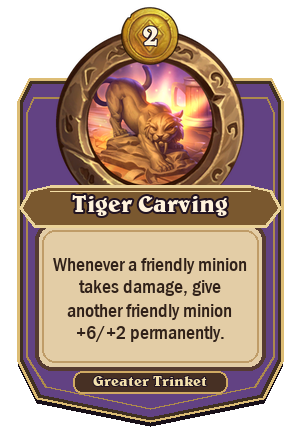 2
Tiger Carving
Whenever a friendly minion
takes damage, give
another friendly minion
+6/+2 permanently.
Greater Trinket